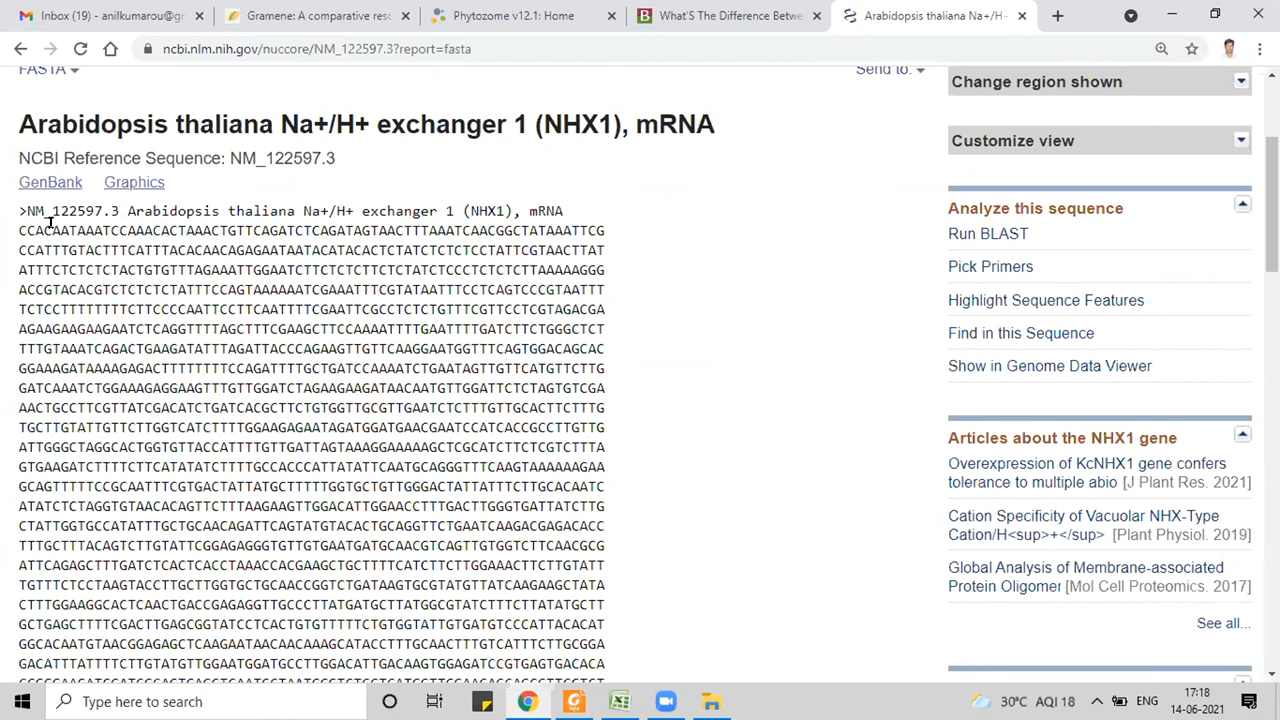 Inbox (19) - anilkumarou@gr
Gramene: A comparative resc
Phytozome v12.1: Home
What'S The Difference Betwe
Arabidopsis thaliana Na+/H+
ncbi.nlm.nih.gov/nuccore/NM_122597.3?report=fasta
FASTA
Send to:
Change region shown
Arabidopsis thaliana Na+/H+ exchanger 1 (NHX1), mRNA
Customize view
NCBI Reference Sequence: NM_122597.3
GenBank Graphics
>NM_122597.3 Arabidopsis thaliana Na+/H+ exchanger 1 (NHX1), mRNA
CCACAATAAATCCAAACACTAAACTGTTCAGATCTCAGATAGTAACTTTAAATCAACGGCTATAAATTCG
CCATTTGTACTTTCATTTACACAACAGAGAATAATACATACACTCTATCTCTCTCCTATTCGTAACTTAT
ATTTCTCTCTCTACTGTGTTTAGAAATTGGAATCTTCTCTCTTCTCTATCTCCCTCTCTCTTAAAAAGGG
ACCGTACACGTCTCTCTCTATTTCCAGTAAAAAATCGAAATTTCGTATAATTTCCTCAGTCCCGTAATTT
TCTCCTTTTTTTTCTTCCCCAATTCCTTCAATTTTCGAATTCGCCTCTCTGTTTCGTTCCTCGTAGACGA
AGAAGAAGAAGAATCTCAGGTTTTAGCTTTCGAAGCTTCCAAAATTTTGAATTTTGATCTTCTGGGCTCT
TTTGTAAATCAGACTGAAGATATTTAGATTACCCAGAAGTTGTTCAAGGAATGGTTTCAGTGGACAGCAC
GGAAAGATAAAAGAGACTTTTTTTTCCAGATTTTGCTGATCCAAAATCTGAATAGTTGTTCATGTTCTTG
GATCAAATCTGGAAAGAGGAAGTTTGTTGGATCTAGAAGAAGATAACAATGTTGGATTCTCTAGTGTCGA
AACTGCCTTCGTTATCGACATCTGATCACGCTTCTGTGGTTGCGTTGAATCTCTTTGTTGCACTTCTTTG
TGCTTGTATTGTTCTTGGTCATCTTTTGGAAGAGAATAGATGGATGAACGAATCCATCACCGCCTTGTTG
ATTGGGCTAGGCACTGGTGTTACCATTTTGTTGATTAGTAAAGGAAAAAGCTCGCATCTTCTCGTCTTTA
GTGAAGATCTTTTCTTCATATATCTTTTGCCACCCATTATATTCAATGCAGGGTTTCAAGTAAAAAAGAA
GCAGTTTTTCCGCAATTTCGTGACTATTATGCTTTTTGGTGCTGTTGGGACTATTATTTCTTGCACAATC
ATATCTCTAGGTGTAACACAGTTCTTTAAGAAGTTGGACATTGGAACCTTTGACTTGGGTGATTATCTTG
CTATTGGTGCCATATTTGCTGCAACAGATTCAGTATGTACACTGCAGGTTCTGAATCAAGACGAGACACC
TTTGCTTTACAGTCTTGTATTCGGAGAGGGTGTTGTGAATGATGCAACGTCAGTTGTGGTCTTCAACGCG
ATTCAGAGCTTTGATCTCACTCACCTAAACCACGAAGCTGCTTTTCATCTTCTTGGAAACTTCTTGTATT
TGTTTCTCCTAAGTACCTTGCTTGGTGCTGCAACCGGTCTGATAAGTGCGTATGTTATCAAGAAGCTATA
CTTTGGAAGGCACTCAACTGACCGAGAGGTTGCCCTTATGATGCTTATGGCGTATCTTTCTTATATGCTT
GCTGAGCTTTTCGACTTGAGCGGTATCCTCACTGTGTTTTTCTGTGGTATTGTGATGTCCCATTACACAT
GGCACAATGTAACGGAGAGCTCAAGAATAACAACAAAGCATACCTTTGCAACTTTGTCATTTCTTGCGGA
GACATTTATTTTCTTGTATGTTGGAATGGATGCCTTGGACATTGACAAGTGGAGATCCGTGAGTGACACA
Analyze this sequence
Run BLAST
Pick Primers
Highlight Sequence Features
Find in this Sequence
Show in Genome Data Viewer
Articles about the NHX1 gene
Overexpression of KcNHX1 gene confers
tolerance to multiple abio [J Plant Res. 2021]
Cation Specificity of Vacuolar NHX-Type
Cation/H<sup>+</sup> [Plant Physiol. 2019]
Global Analysis of Membrane-associated
Protein Oligomer [Mol Cell Proteomics. 2017]
See all...
Type here to search
30°C AQI 18
ENG
17:18
14-06-2021